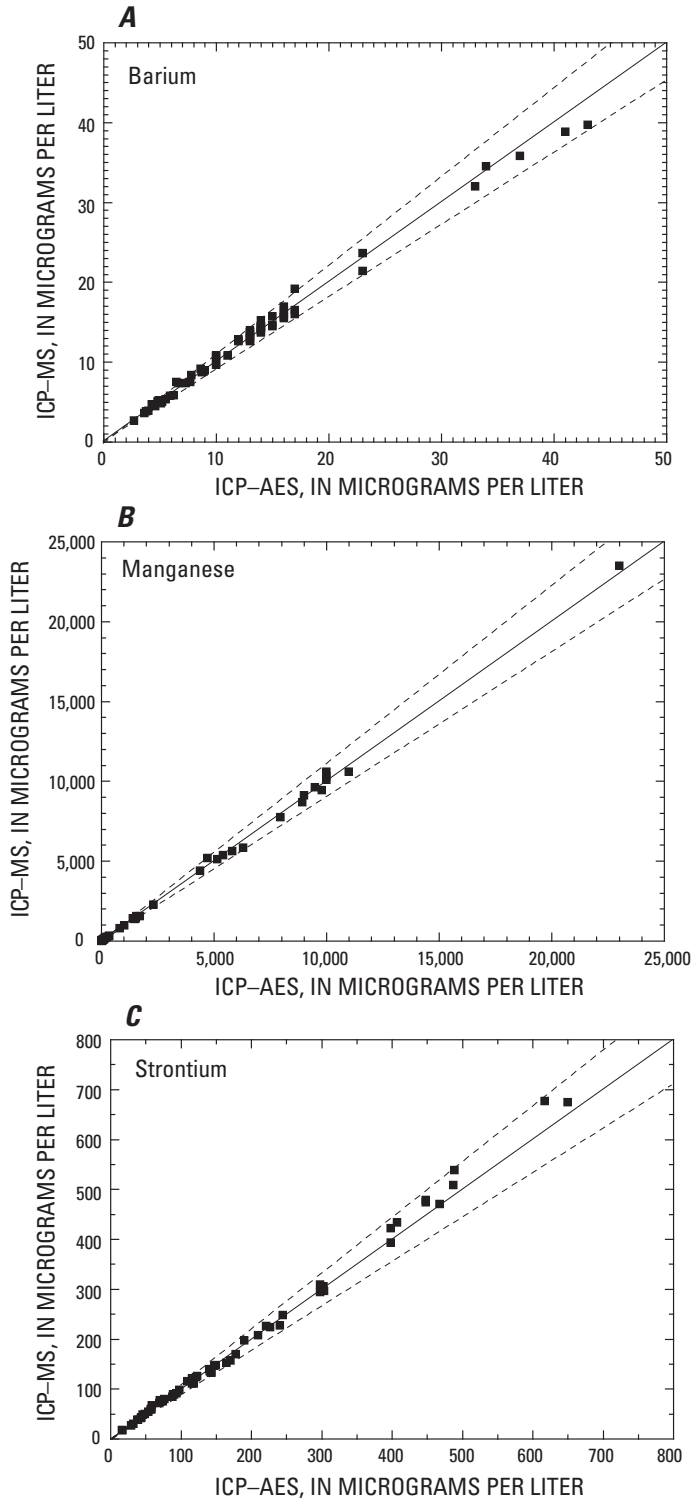 A
Barium
50
40
30
20
10
0
0 10 20 30 40 50
ICP–MS, IN MICROGRAMS PER LITER
ICP–AES, IN MICROGRAMS PER LITER
B
Manganese
25,000
20,000
15,000
10,000
5,000
0
0 5,000 10,000 15,000 20,000 25,000
ICP–MS, IN MICROGRAMS PER LITER
ICP–AES, IN MICROGRAMS PER LITER
C
Strontium
800
700
600
500
400
300
200
100
0
0 100 200 300 400 500 600 700 800
ICP–MS, IN MICROGRAMS PER LITER
ICP–AES, IN MICROGRAMS PER LITER